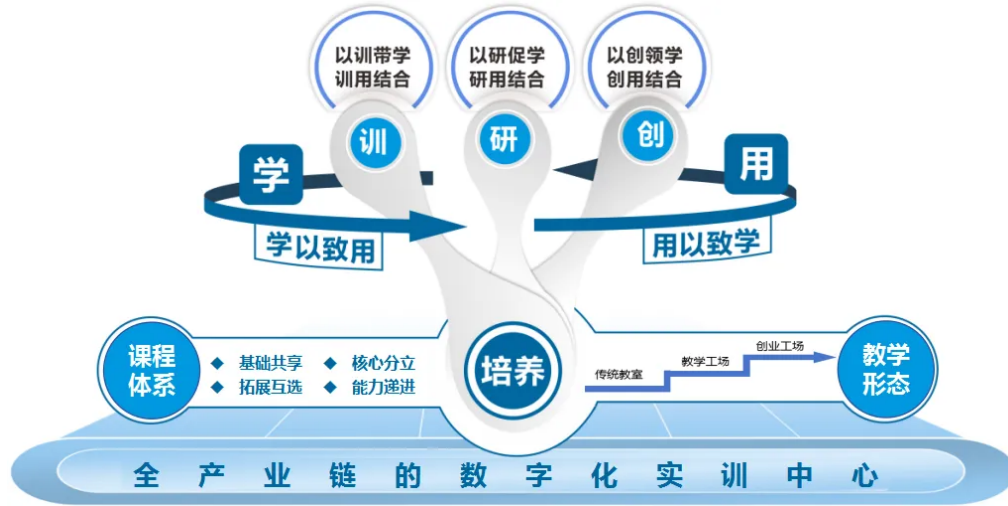 以训带学
训用结合
以研促学
研用结合
以创领学
创用结合
训
研
创
学
用
学以致用
用以致学
课程
体系
◆ 基础共享 ◆ 核心分立
◆ 拓展互选 ◆ 能力递进
培养
传统教室
教学工场
创业工场
教学
形态
全产业链的数字化实训中心